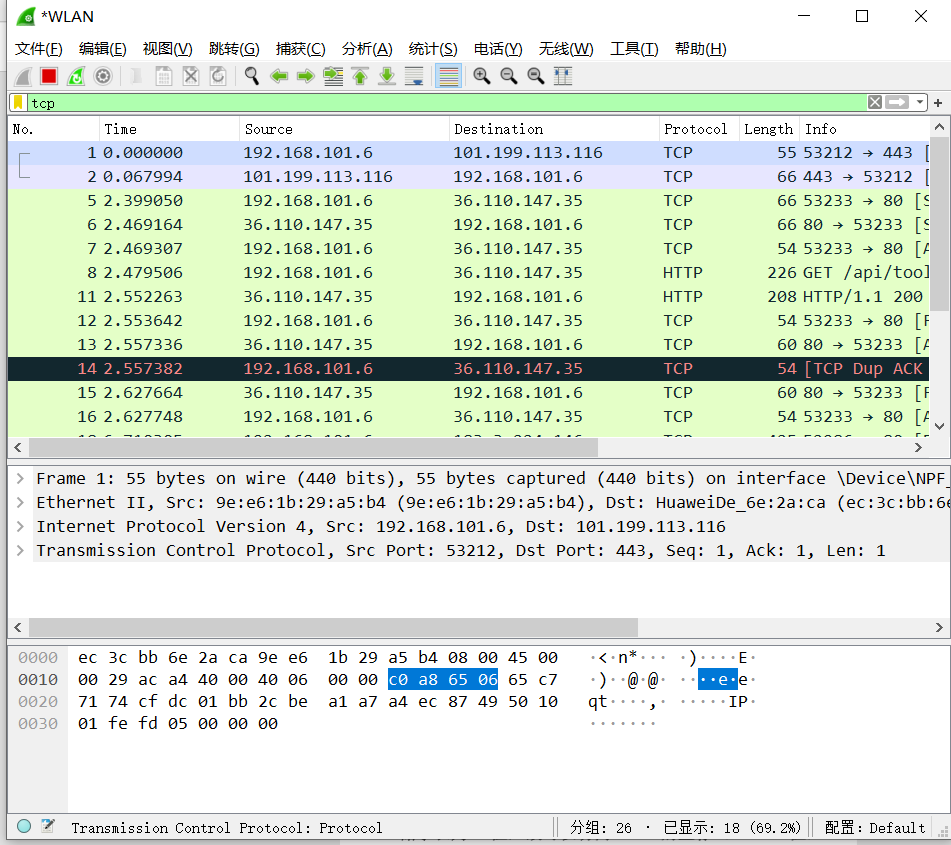 *WLAN
文件(F) 编辑(E) 视图(V) 跳转(G) 捕获(C) 分析(A) 统计(S) 电话(Y) 无线(W) 工具(T) 帮助(H)
tcp
No. Time Source Destination Protocol Length Info
1 0.000000 192.168.101.6 101.199.113.116 TCP 55 53212 → 443 [
2 0.067994 101.199.113.116 192.168.101.6 TCP 66 443 → 53212 [
5 2.399050 192.168.101.6 36.110.147.35 TCP 66 53233 → 80 [S
6 2.469164 36.110.147.35 192.168.101.6 TCP 66 80 → 53233 [S
7 2.469307 192.168.101.6 36.110.147.35 TCP 54 53233 → 80 [A
8 2.479506 192.168.101.6 36.110.147.35 HTTP 226 GET /api/tool
11 2.552263 36.110.147.35 192.168.101.6 HTTP 208 HTTP/1.1 200
12 2.553642 192.168.101.6 36.110.147.35 TCP 54 53233 → 80 [F
13 2.557336 36.110.147.35 192.168.101.6 TCP 60 80 → 53233 [A
14 2.557382 192.168.101.6 36.110.147.35 TCP 54 [TCP Dup ACK
15 2.627664 36.110.147.35 192.168.101.6 TCP 60 80 → 53233 [F
16 2.627748 192.168.101.6 36.110.147.35 TCP 54 53233 → 80 [A
Frame 1: 55 bytes on wire (440 bits), 55 bytes captured (440 bits) on interface \Device\NPF_
Ethernet II, Src: 9e:e6:1b:29:a5:b4 (9e:e6:1b:29:a5:b4), Dst: HuaweiDe_6e:2a:ca (ec:3c:bb:6e
Internet Protocol Version 4, Src: 192.168.101.6, Dst: 101.199.113.116
Transmission Control Protocol, Src Port: 53212, Dst Port: 443, Seq: 1, Ack: 1, Len: 1
0000 ec 3c bb 6e 2a ca 9e e6 1b 29 a5 b4 08 00 45 00 ·<·n*··· ·)····E·
0010 00 29 ac a4 40 00 40 06 00 00 c0 a8 65 06 65 c7 ·)··@·@· ····e·e·
0020 71 74 cf dc 01 bb 2c be a1 a7 a4 ec 87 49 50 10 qt····,· ·····IP·
0030 01 fe fd 05 00 00 00 ·······
Transmission Control Protocol: Protocol 分组: 26 · 已显示: 18 (69.2%) 配置: Default